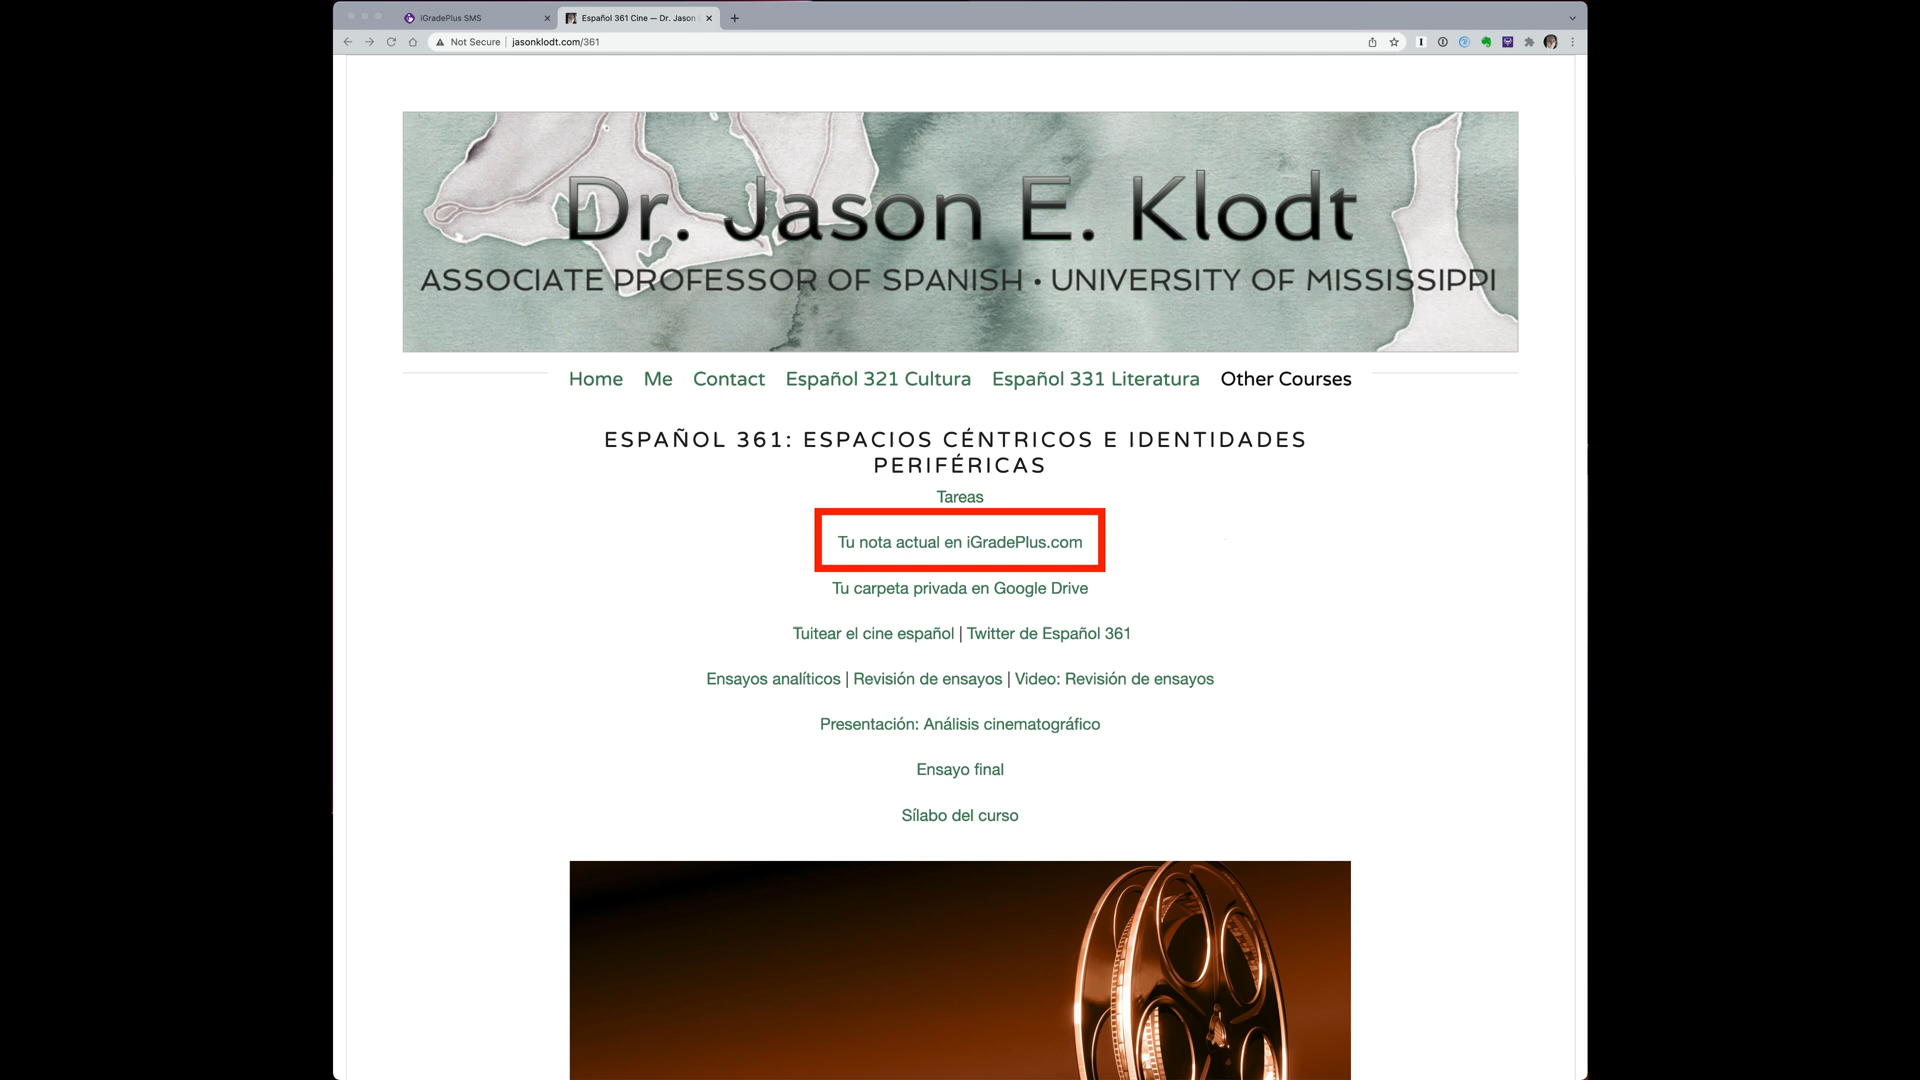 iGradePlus SMS
Español 361 Cine — Dr. Jason
Not Secure | jasonklodt.com/361
Dr. Jason E. Klodt
ASSOCIATE PROFESSOR OF SPANISH • UNIVERSITY OF MISSISSIPPI
Home Me Contact Español 321 Cultura Español 331 Literatura Other Courses
ESPAÑOL 361: ESPACIOS CÉNTRICOS E IDENTIDADES
PERIFÉRICAS
Tareas
Tu nota actual en iGradePlus.com
Tu carpeta privada en Google Drive
Tuitear el cine español | Twitter de Español 361
Ensayos analíticos | Revisión de ensayos | Video: Revisión de ensayos
Presentación: Análisis cinematográfico
Ensayo final
Sílabo del curso